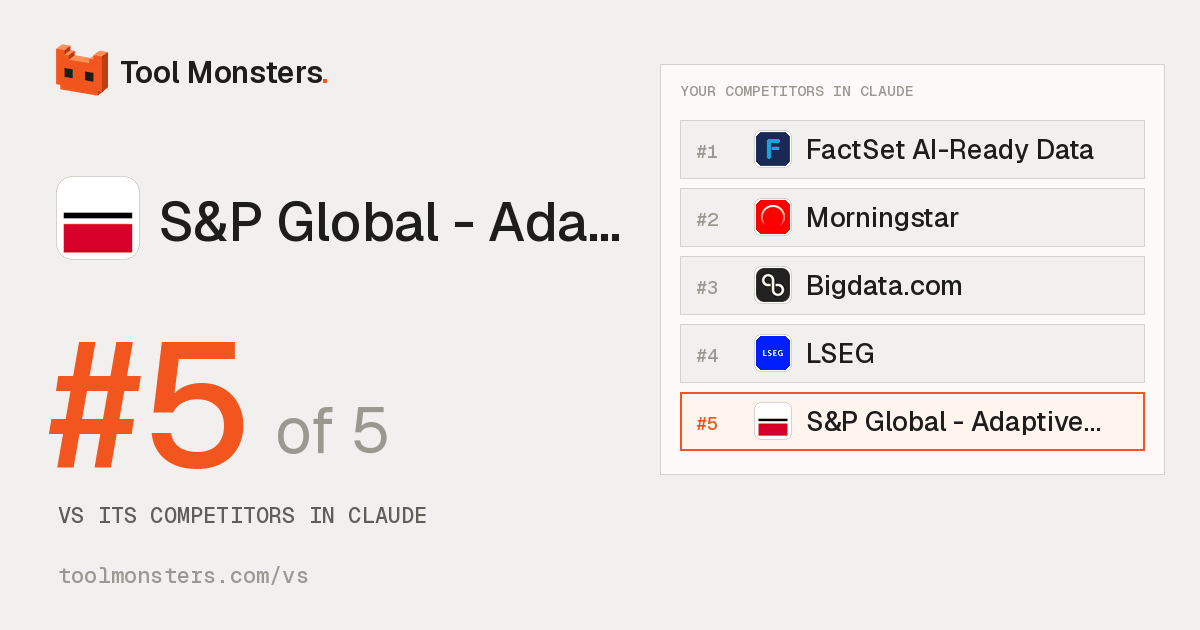 Tool Monsters.
S&P Global - Ada...
#5 of 5
VS ITS COMPETITORS IN CLAUDE
toolmonsters.com/vs
YOUR COMPETITORS IN CLAUDE
#1 F FactSet AI-Ready Data
#2 Morningstar
#3 Bigdata.com
#4 LSEG LSEG
#5 S&P Global - Adaptive...